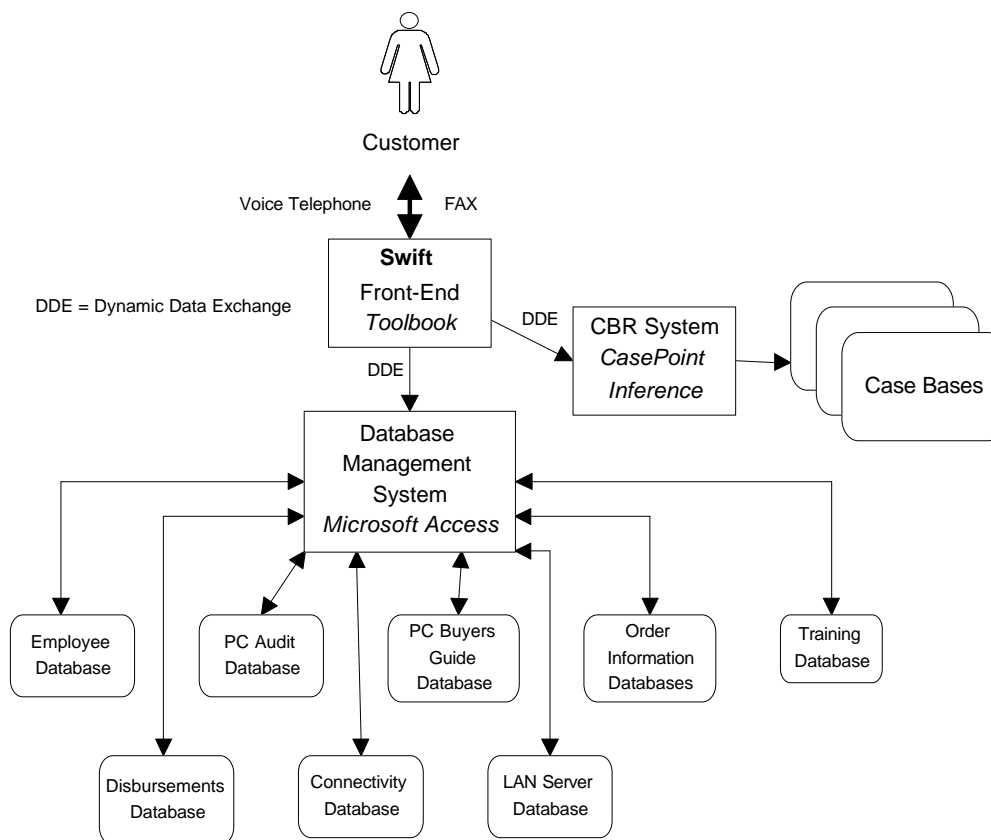 Customer
Voice Telephone
FAX
Swift
Front-End
Toolbook
DDE = Dynamic Data Exchange
DDE
CBR System
CasePoint
Inference
Case Bases
DDE
Database
Management
System
Microsoft Access
Employee
Database
PC Audit
Database
PC Buyers
Guide
Database
Order
Information
Databases
Training
Database
Disbursements
Database
Connectivity
Database
LAN Server
Database